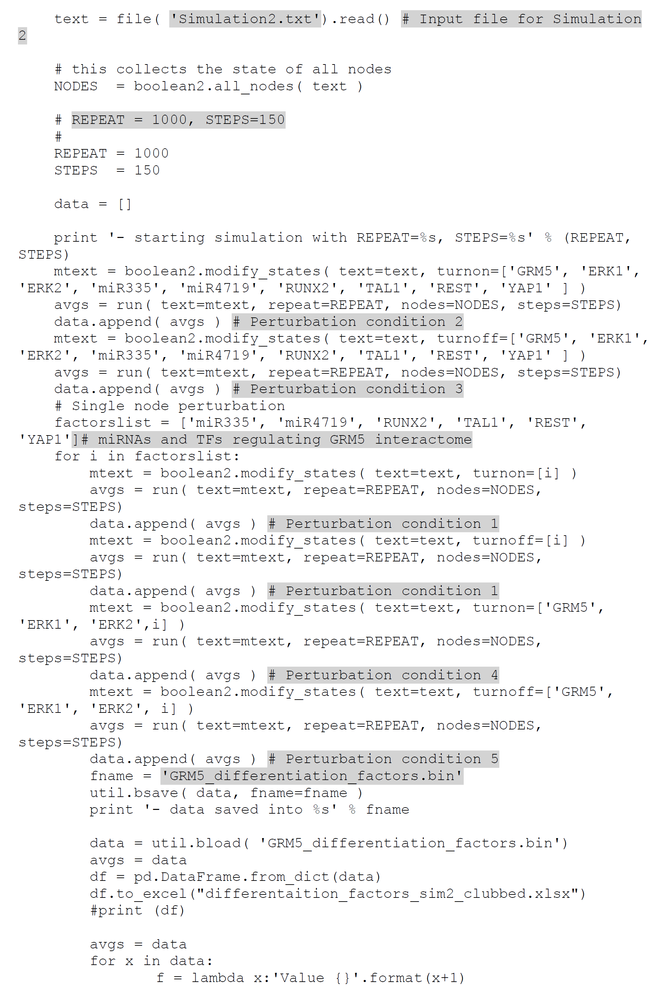 text = file( 'Simulation2.txt').read() # Input file for Simulation
2
# this collects the state of all nodes
NODES  = boolean2.all_nodes( text )
# REPEAT = 1000, STEPS=150
#
REPEAT = 1000
STEPS  = 150
data = []
print '- starting simulation with REPEAT=%s, STEPS=%s' % (REPEAT,
STEPS)
mtext = boolean2.modify_states( text=text, turnon=['GRM5', 'ERK1',
'ERK2', 'miR335', 'miR4719', 'RUNX2', 'TAL1', 'REST', 'YAP1' ] )
avgs = run( text=mtext, repeat=REPEAT, nodes=NODES, steps=STEPS)
data.append( avgs ) # Perturbation condition 2
mtext = boolean2.modify_states( text=text, turnoff=['GRM5', 'ERK1',
'ERK2', 'miR335', 'miR4719', 'RUNX2', 'TAL1', 'REST', 'YAP1' ] )
avgs = run( text=mtext, repeat=REPEAT, nodes=NODES, steps=STEPS)
data.append( avgs ) # Perturbation condition 3
# Single node perturbation
factorslist = ['miR335', 'miR4719', 'RUNX2', 'TAL1', 'REST',
'YAP1']# miRNAs and TFs regulating GRM5 interactome
for i in factorslist:
mtext = boolean2.modify_states( text=text, turnon=[i] )
avgs = run( text=mtext, repeat=REPEAT, nodes=NODES,
steps=STEPS)
data.append( avgs ) # Perturbation condition 1
mtext = boolean2.modify_states( text=text, turnoff=[i] )
avgs = run( text=mtext, repeat=REPEAT, nodes=NODES,
steps=STEPS)
data.append( avgs ) # Perturbation condition 1
mtext = boolean2.modify_states( text=text, turnon=['GRM5',
'ERK1', 'ERK2',i] )
avgs = run( text=mtext, repeat=REPEAT, nodes=NODES,
steps=STEPS)
data.append( avgs ) # Perturbation condition 4
mtext = boolean2.modify_states( text=text, turnoff=['GRM5',
'ERK1', 'ERK2', i] )
avgs = run( text=mtext, repeat=REPEAT, nodes=NODES,
steps=STEPS)
data.append( avgs ) # Perturbation condition 5
fname = 'GRM5_differentiation_factors.bin'
util.bsave( data, fname=fname )
print '- data saved into %s' % fname
data = util.bload( 'GRM5_differentiation_factors.bin')
avgs = data
df = pd.DataFrame.from_dict(data)
df.to_excel("differentaition_factors_sim2_clubbed.xlsx")
#print (df)
avgs = data
for x in data:
f = lambda x:'Value {}'.format(x+1)